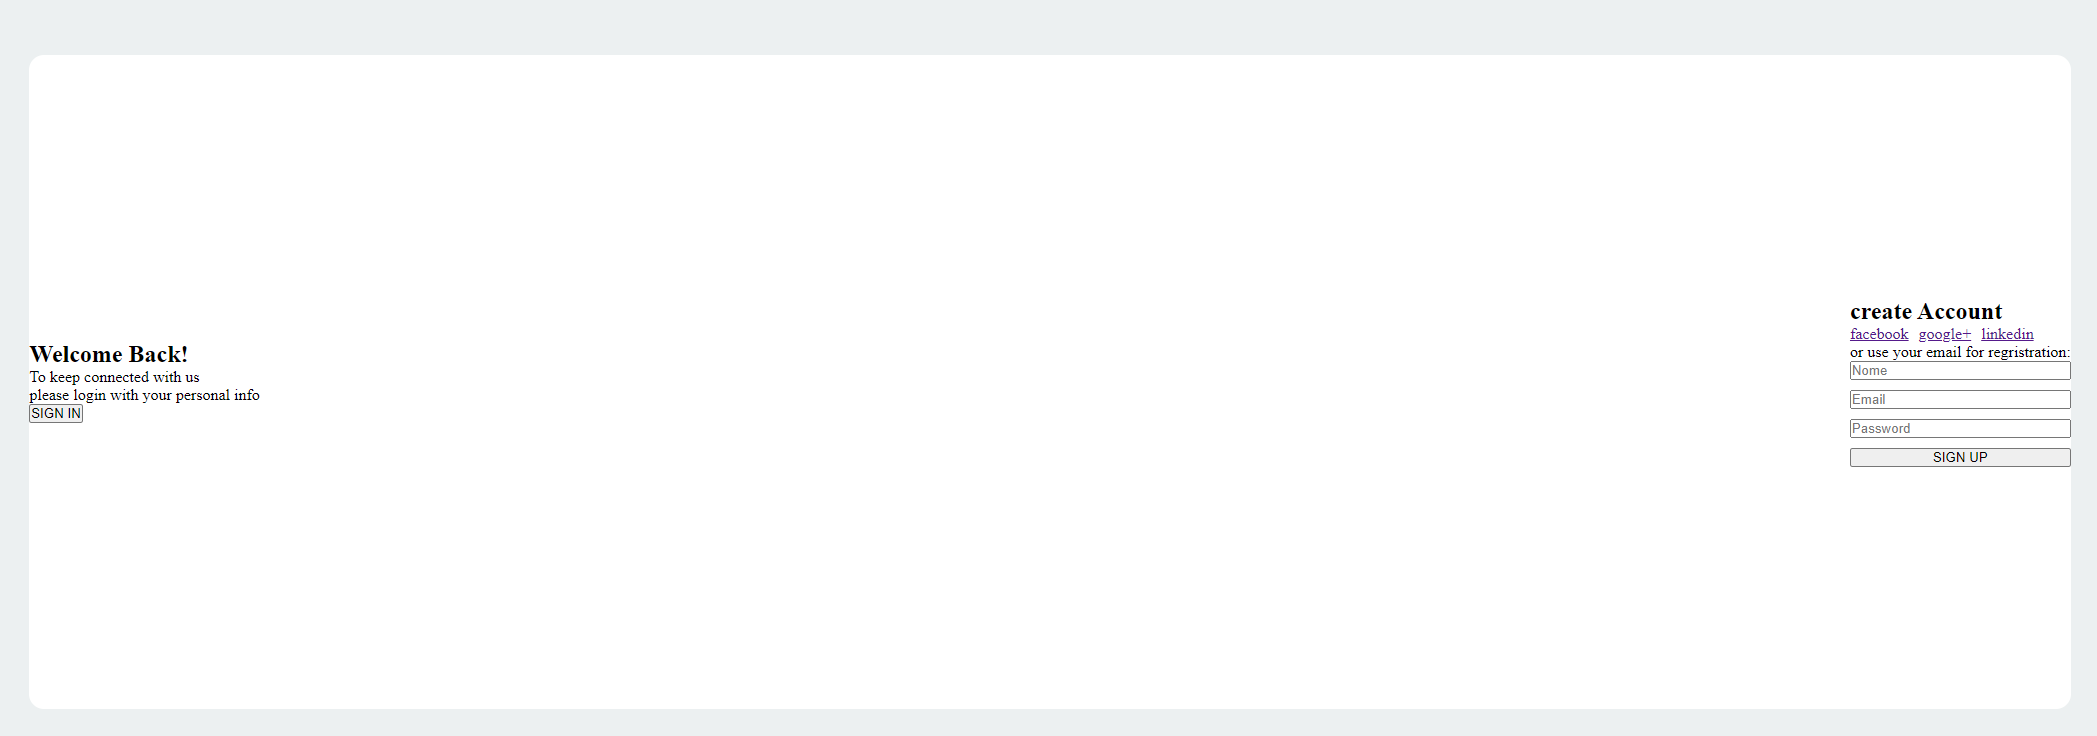 Welcome Back!
To keep connected with us
please login with your personal info
SIGN IN
create Account
facebook google+ linkedin
or use your email for regristration:
Nome
Email
Password
SIGN UP